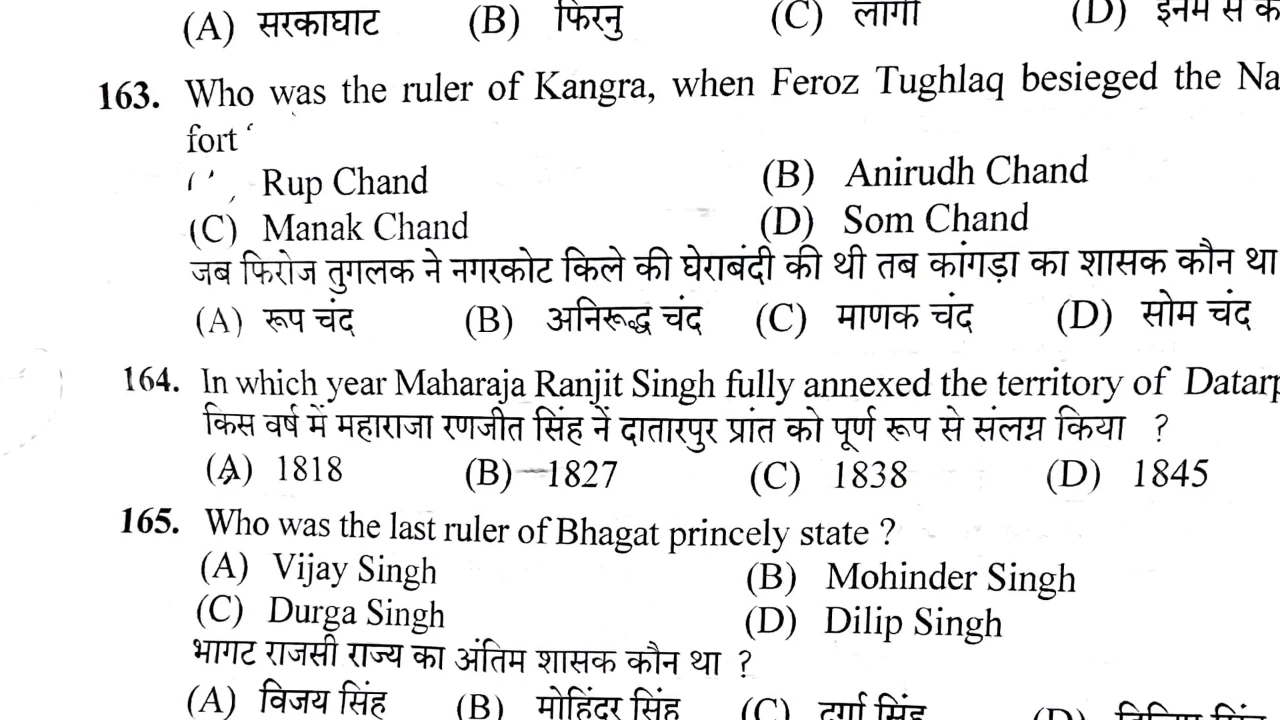 (A) सरकाघाट (B) फिरनु (C) लागी (D)
163. Who was the ruler of Kangra, when Feroz Tughlaq besieged the Na
fort
Rup Chand (B) Anirudh Chand
(C) Manak Chand (D) Som Chand
जब फिरोज तुगलक ने नगरकोट किले की घेराबंदी की थी तब कांगड़ा का शासक कौन था
(A) रूप चंद (B) अनिरूद्ध चंद (C) माणक चंद (D) सोम चंद
164. In which year Maharaja Ranjit Singh fully annexed the territory of Datarp
किस वर्ष में महाराजा रणजीत सिंह नें दातारपुर प्रांत को पूर्ण रूप से संलग्न किया ?
(A) 1818 (B) 1827 (C) 1838 (D) 1845
165. Who was the last ruler of Bhagat princely state ?
(A) Vijay Singh (B) Mohinder Singh
(C) Durga Singh (D) Dilip Singh
भागट राजसी राज्य का अंतिम शासक कौन था ?
(A) विजय सिंह (B) मोहिंदर सिंह (C) दुर्गा सिंह (D)